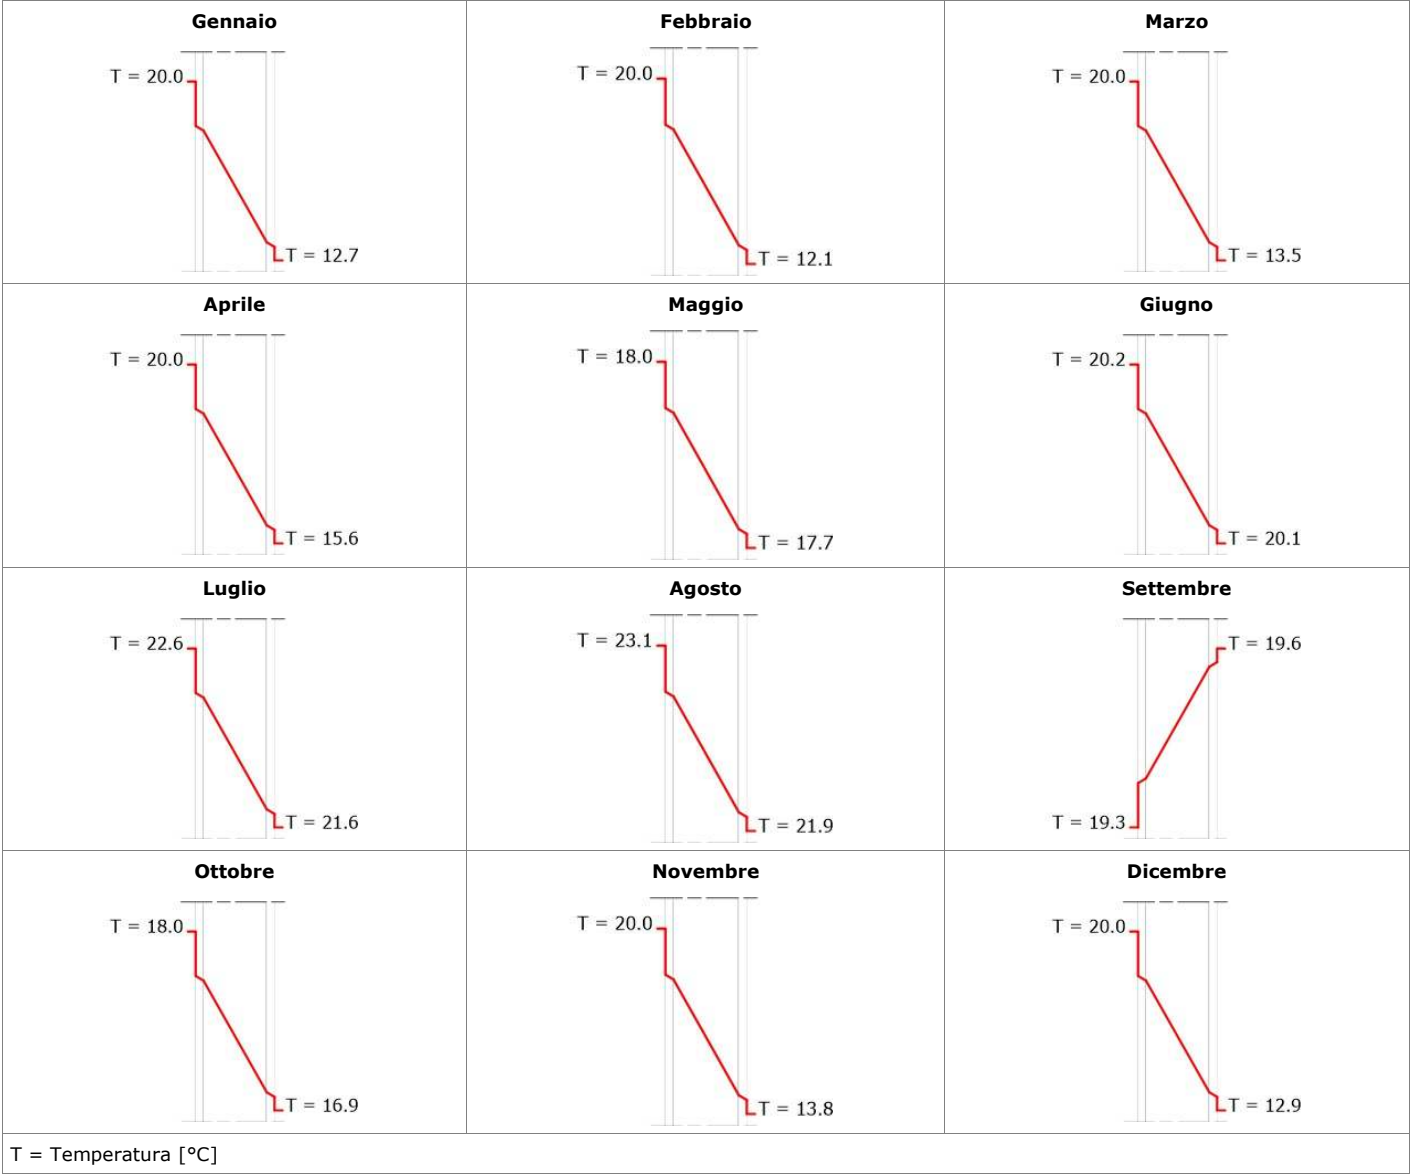 Gennaio
T = 20.0
T = 12.7
Febbraio
T = 20.0
T = 12.1
Marzo
T = 20.0
T = 13.5
Aprile
T = 20.0
T = 15.6
Maggio
T = 18.0
T = 17.7
Giugno
T = 20.2
T = 20.1
Luglio
T = 22.6
T = 21.6
Agosto
T = 23.1
T = 21.9
Settembre
T = 19.6
T = 19.3
Ottobre
T = 18.0
T = 16.9
Novembre
T = 20.0
T = 13.8
Dicembre
T = 20.0
T = 12.9
T = Temperatura [°C]